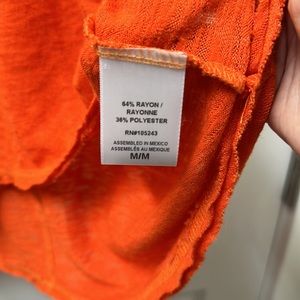 64% RAYON /
RAYONNE
36% POLYESTER
RN#105243
ASSEMBLED IN MEXICO
ASSEMBLÉS AU MEXIQUE
M/M